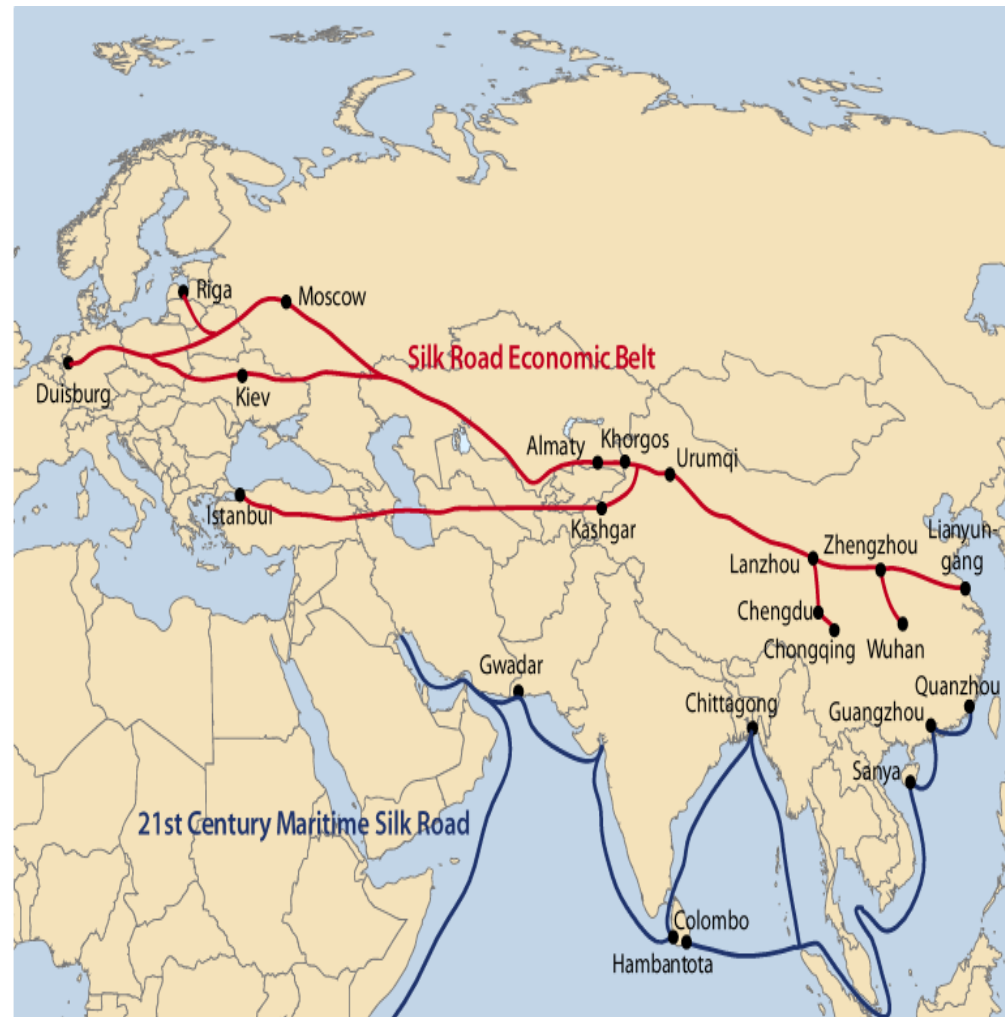 Riga
Moscow
Silk Road Economic Belt
Duisburg
Kiev
Almaty
Khorgos
Urumqi
Istanbul
Kashgar
Lanzhou
Zhengzhou
Lianyun-
gang
Chengdu
Chongqing
Wuhan
Gwadar
Chittagong
Quanzhou
Guangzhou
Sanya
21st Century Maritime Silk Road
Colombo
Hambantota